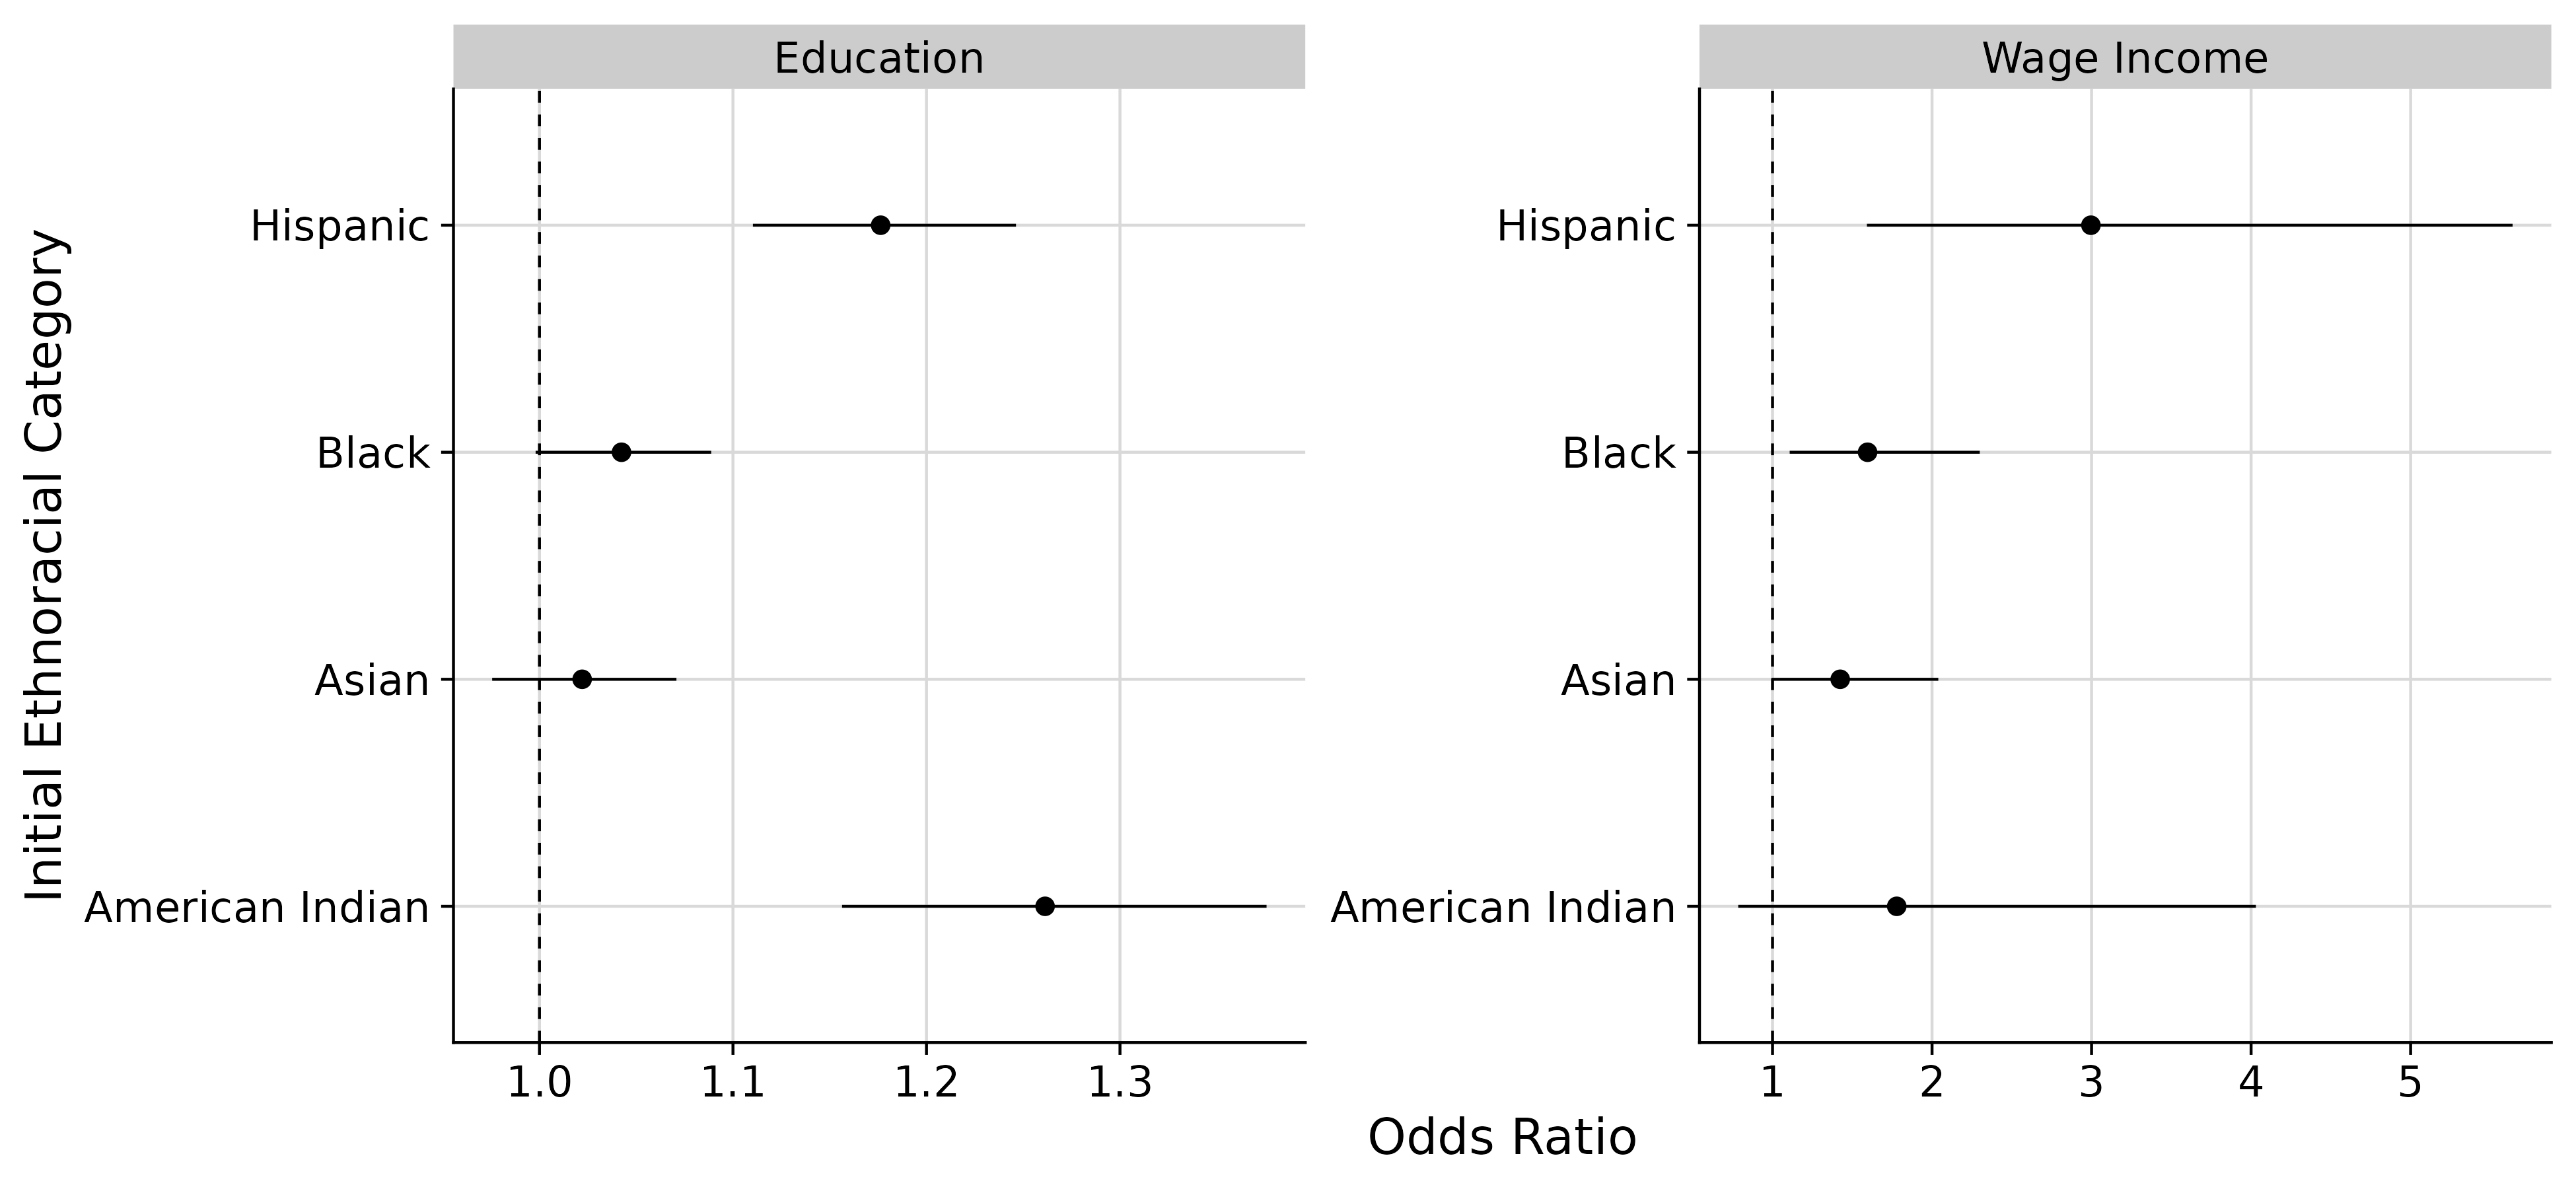 Education
Wage Income
Initial Ethnoracial Category
Hispanic
Black
Asian
American Indian
1.0 1.1 1.2 1.3
Hispanic
Black
Asian
American Indian
1 2 3 4 5
Odds Ratio